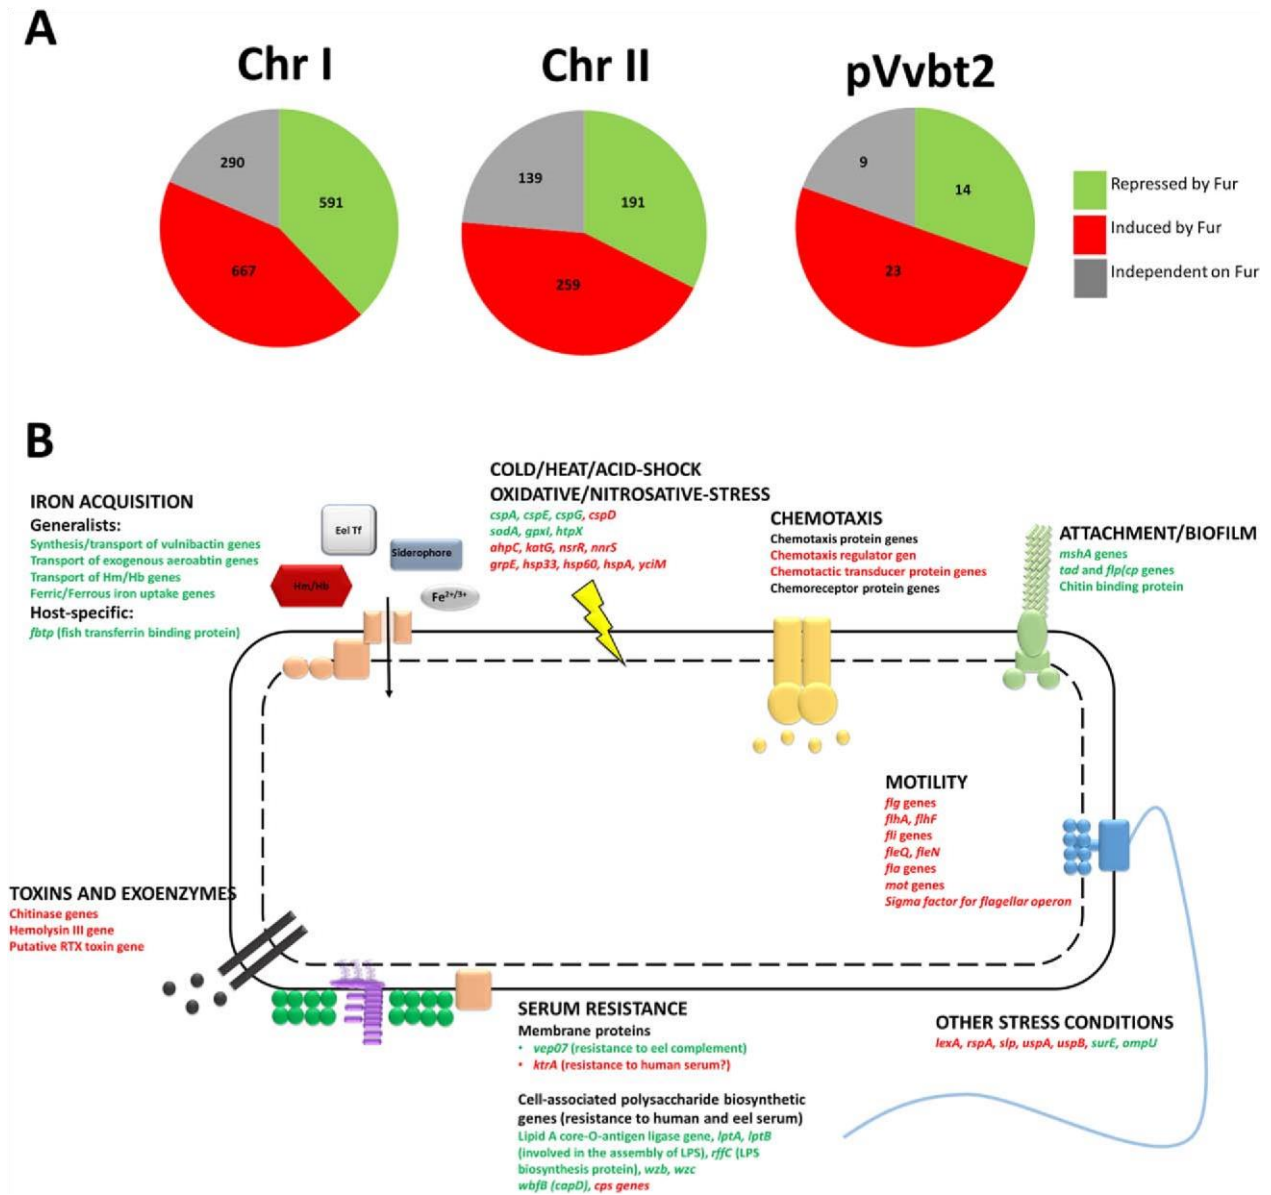 A
Chr I
Chr II
pVvbt2
290
591
667
139
191
259
9
14
23
Repressed by Fur
Induced by Fur
Independent on Fur
B
IRON ACQUISITION
Generalists:
Synthesis/transport of vulnibactin genes
Transport of exogenous aeroabtin genes
Transport of Hm/Hb genes
Ferric/Ferrous iron uptake genes
Host-specific:
fbtp (fish transferrin binding protein)
Eel Tf
Siderophore
Hm/Hb
Fe2+/3+
COLD/HEAT/ACID-SHOCK
OXIDATIVE/NITROSATIVE-STRESS
cspA, cspE, cspG, cspD
sodA, gpxI, htpX
ahpC, katG, nsrR, nnrS
grpE, hsp33, hsp60, hspA, yciM
CHEMOTAXIS
Chemotaxis protein genes
Chemotaxis regulator gen
Chemotactic transducer protein genes
Chemoreceptor protein genes
ATTACHMENT/BIOFILM
mshA genes
tad and flp(cp genes
Chitin binding protein
MOTILITY
flg genes
flhA, flhF
fli genes
fleQ, fleN
fla genes
mot genes
Sigma factor for flagellar operon
TOXINS AND EXOENZYMES
Chitinase genes
Hemolysin III gene
Putative RTX toxin gene
SERUM RESISTANCE
Membrane proteins
• vep07 (resistance to eel complement)
• ktrA (resistance to human serum?)
Cell-associated polysaccharide biosynthetic
genes (resistance to human and eel serum)
Lipid A core-O-antigen ligase gene, lptA, lptB
(involved in the assembly of LPS), rffC (LPS
biosynthesis protein), wzb, wzc
wbfB (capD), cps genes
OTHER STRESS CONDITIONS
lexA, rspA, slp, uspA, uspB, surE, ompU